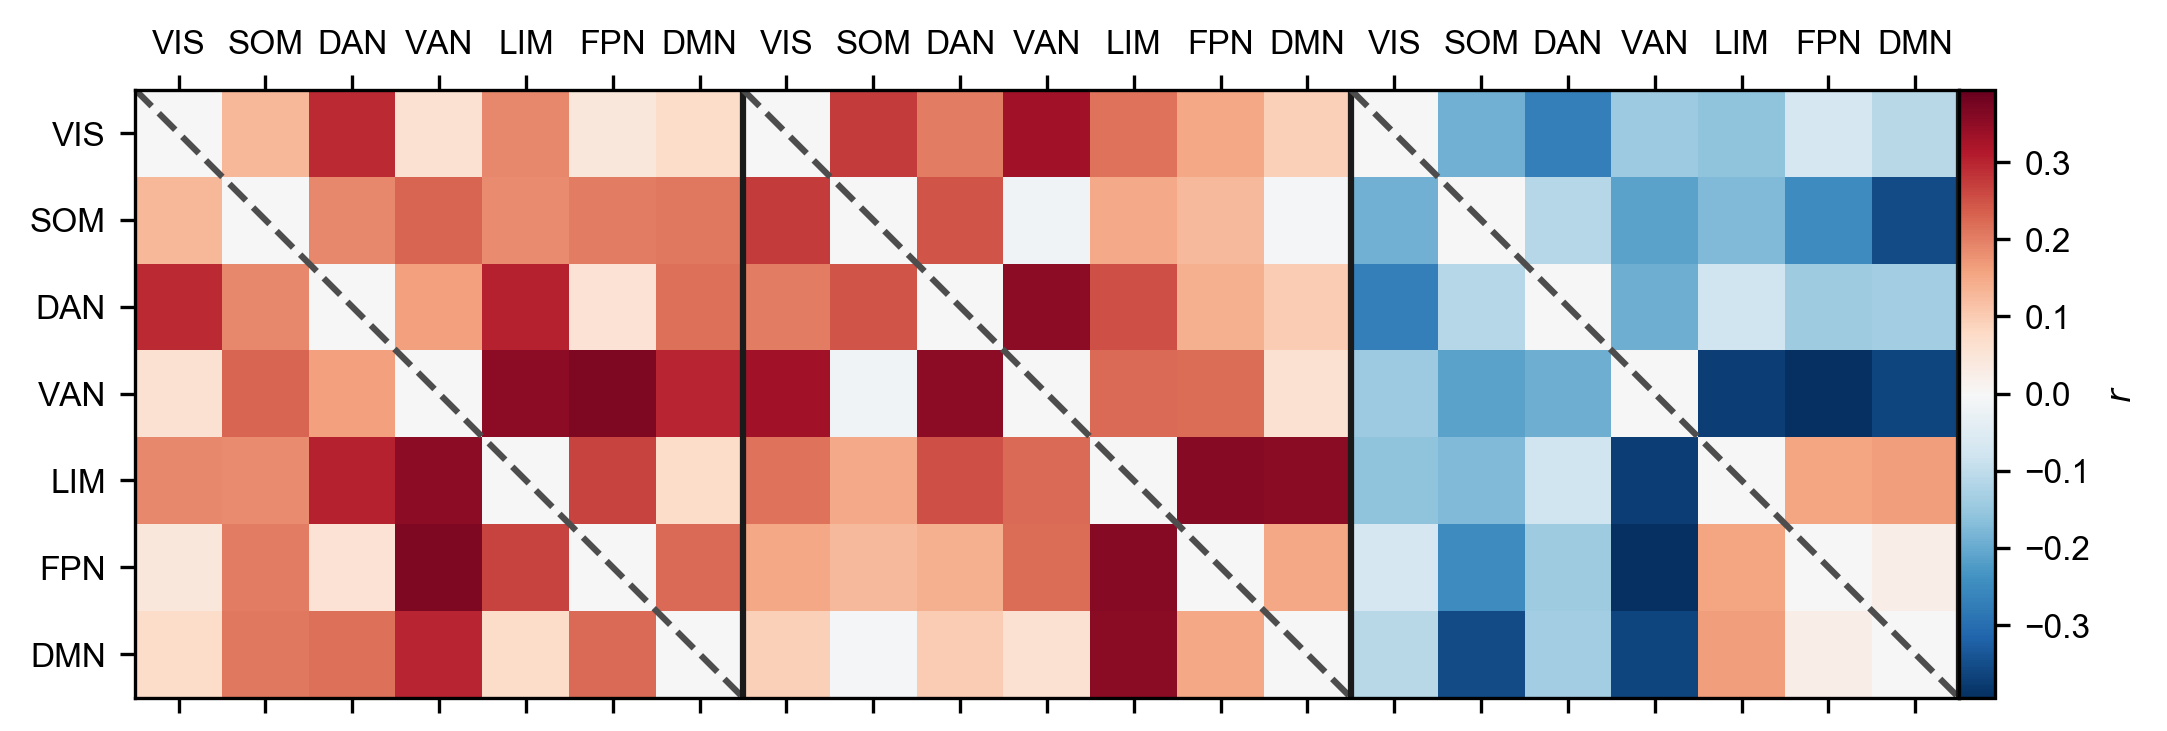 VIS SOM DAN VAN LIM FPN DMN VIS SOM DAN VAN LIM FPN DMN VIS SOM DAN VAN LIM FPN DMN
VIS
SOM
DAN
VAN
LIM
FPN
DMN
0.3
0.2
0.1
0.0
−0.1
−0.2
−0.3
r